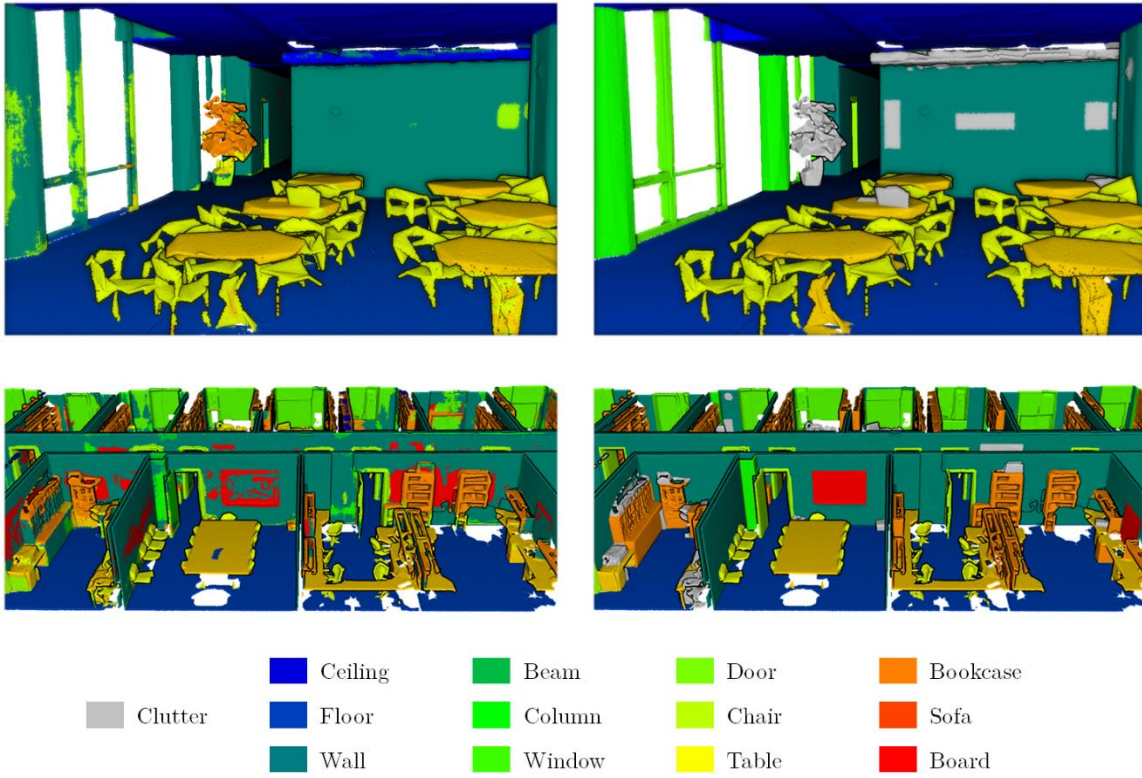 Ceiling Beam Door Bookcase
Clutter Floor Column Chair Sofa
Wall Window Table Board